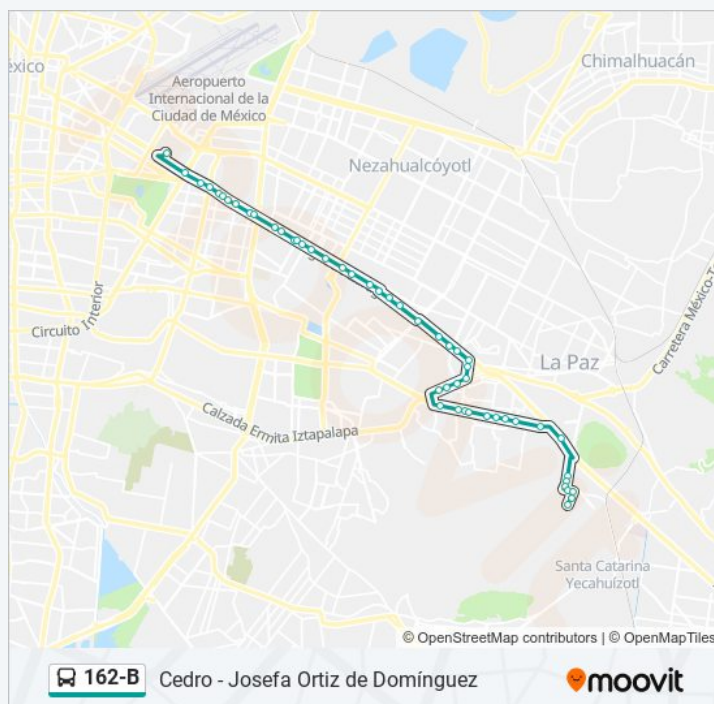 éxico
Chimalhuacán
Aeropuerto
Internacional de la
Ciudad de México
Nezahualcóyotl
Circuito Interior
Carretera México-T
La Paz
Calzada Ermita Iztapalapa
Santa Catarina
Yecahuízotl
© OpenStreetMap contributors | © OpenMapTiles
162-B Cedro - Josefa Ortiz de Domínguez
moovit